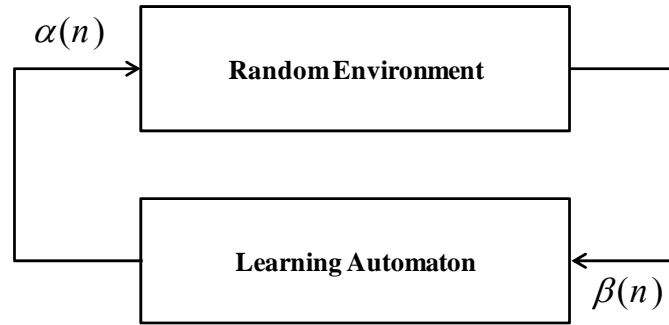 α(n)
Random Environment
Learning Automaton
β(n)